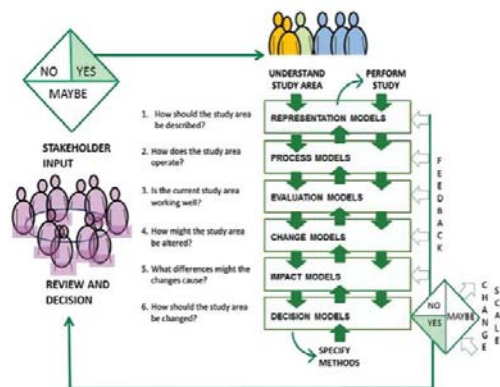 NO
YES
MAYBE
STAKEHOLDER
INPUT
REVIEW AND
DECISION
UNDERSTAND
STUDY AREA
PERFORM
STUDY
1. How should the study area
be described?
2. How does the study area
operate?
3. Is the current study area
working well?
4. How might the study area
be altered?
5. What differences might the
changes cause?
6. How should the study area
be changed?
REPRESENTATION MODELS
PROCESS MODELS
EVALUATION MODELS
CHANGE MODELS
IMPACT MODELS
DECISION MODELS
SPECIFY
METHODS
FEEDBACK
NO
MAYBE
YES
CHANGE
SCALE